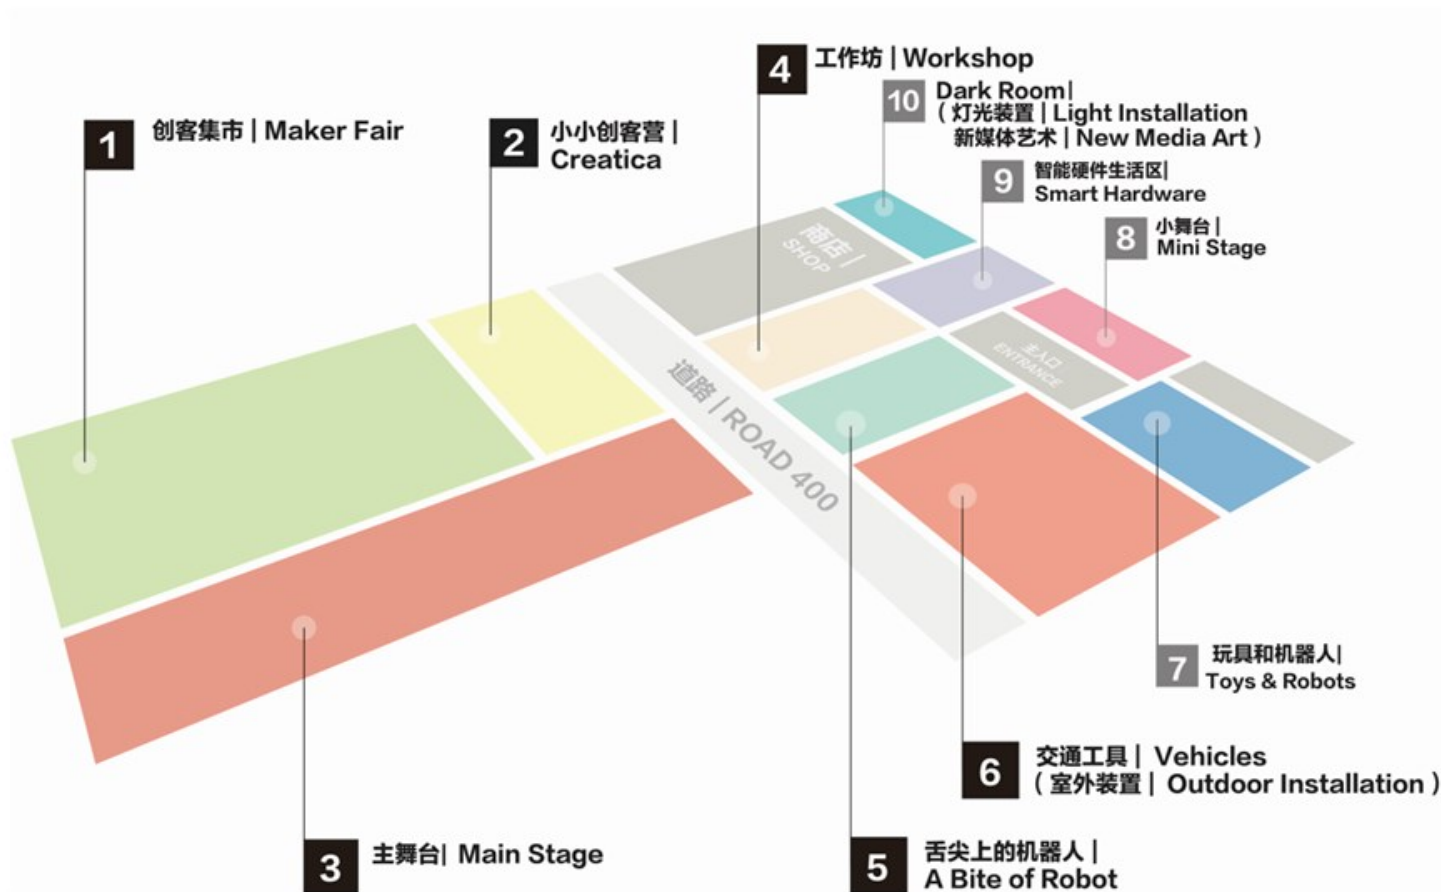 1
创客集市 | Maker Fair
2
小小创客营 |
Creatica
4
工作坊 | Workshop
10
Dark Room|
( 灯光装置 | Light Installation
新媒体艺术 | New Media Art )
9
智能硬件生活区|
Smart Hardware
8
小舞台 |
Mini Stage
商店 |
SHOP
主入口
ENTRANCE
道路 | ROAD 400
7
玩具和机器人|
Toys & Robots
6
交通工具 | Vehicles
( 室外装置 | Outdoor Installation )
3
主舞台| Main Stage
5
舌尖上的机器人 |
A Bite of Robot